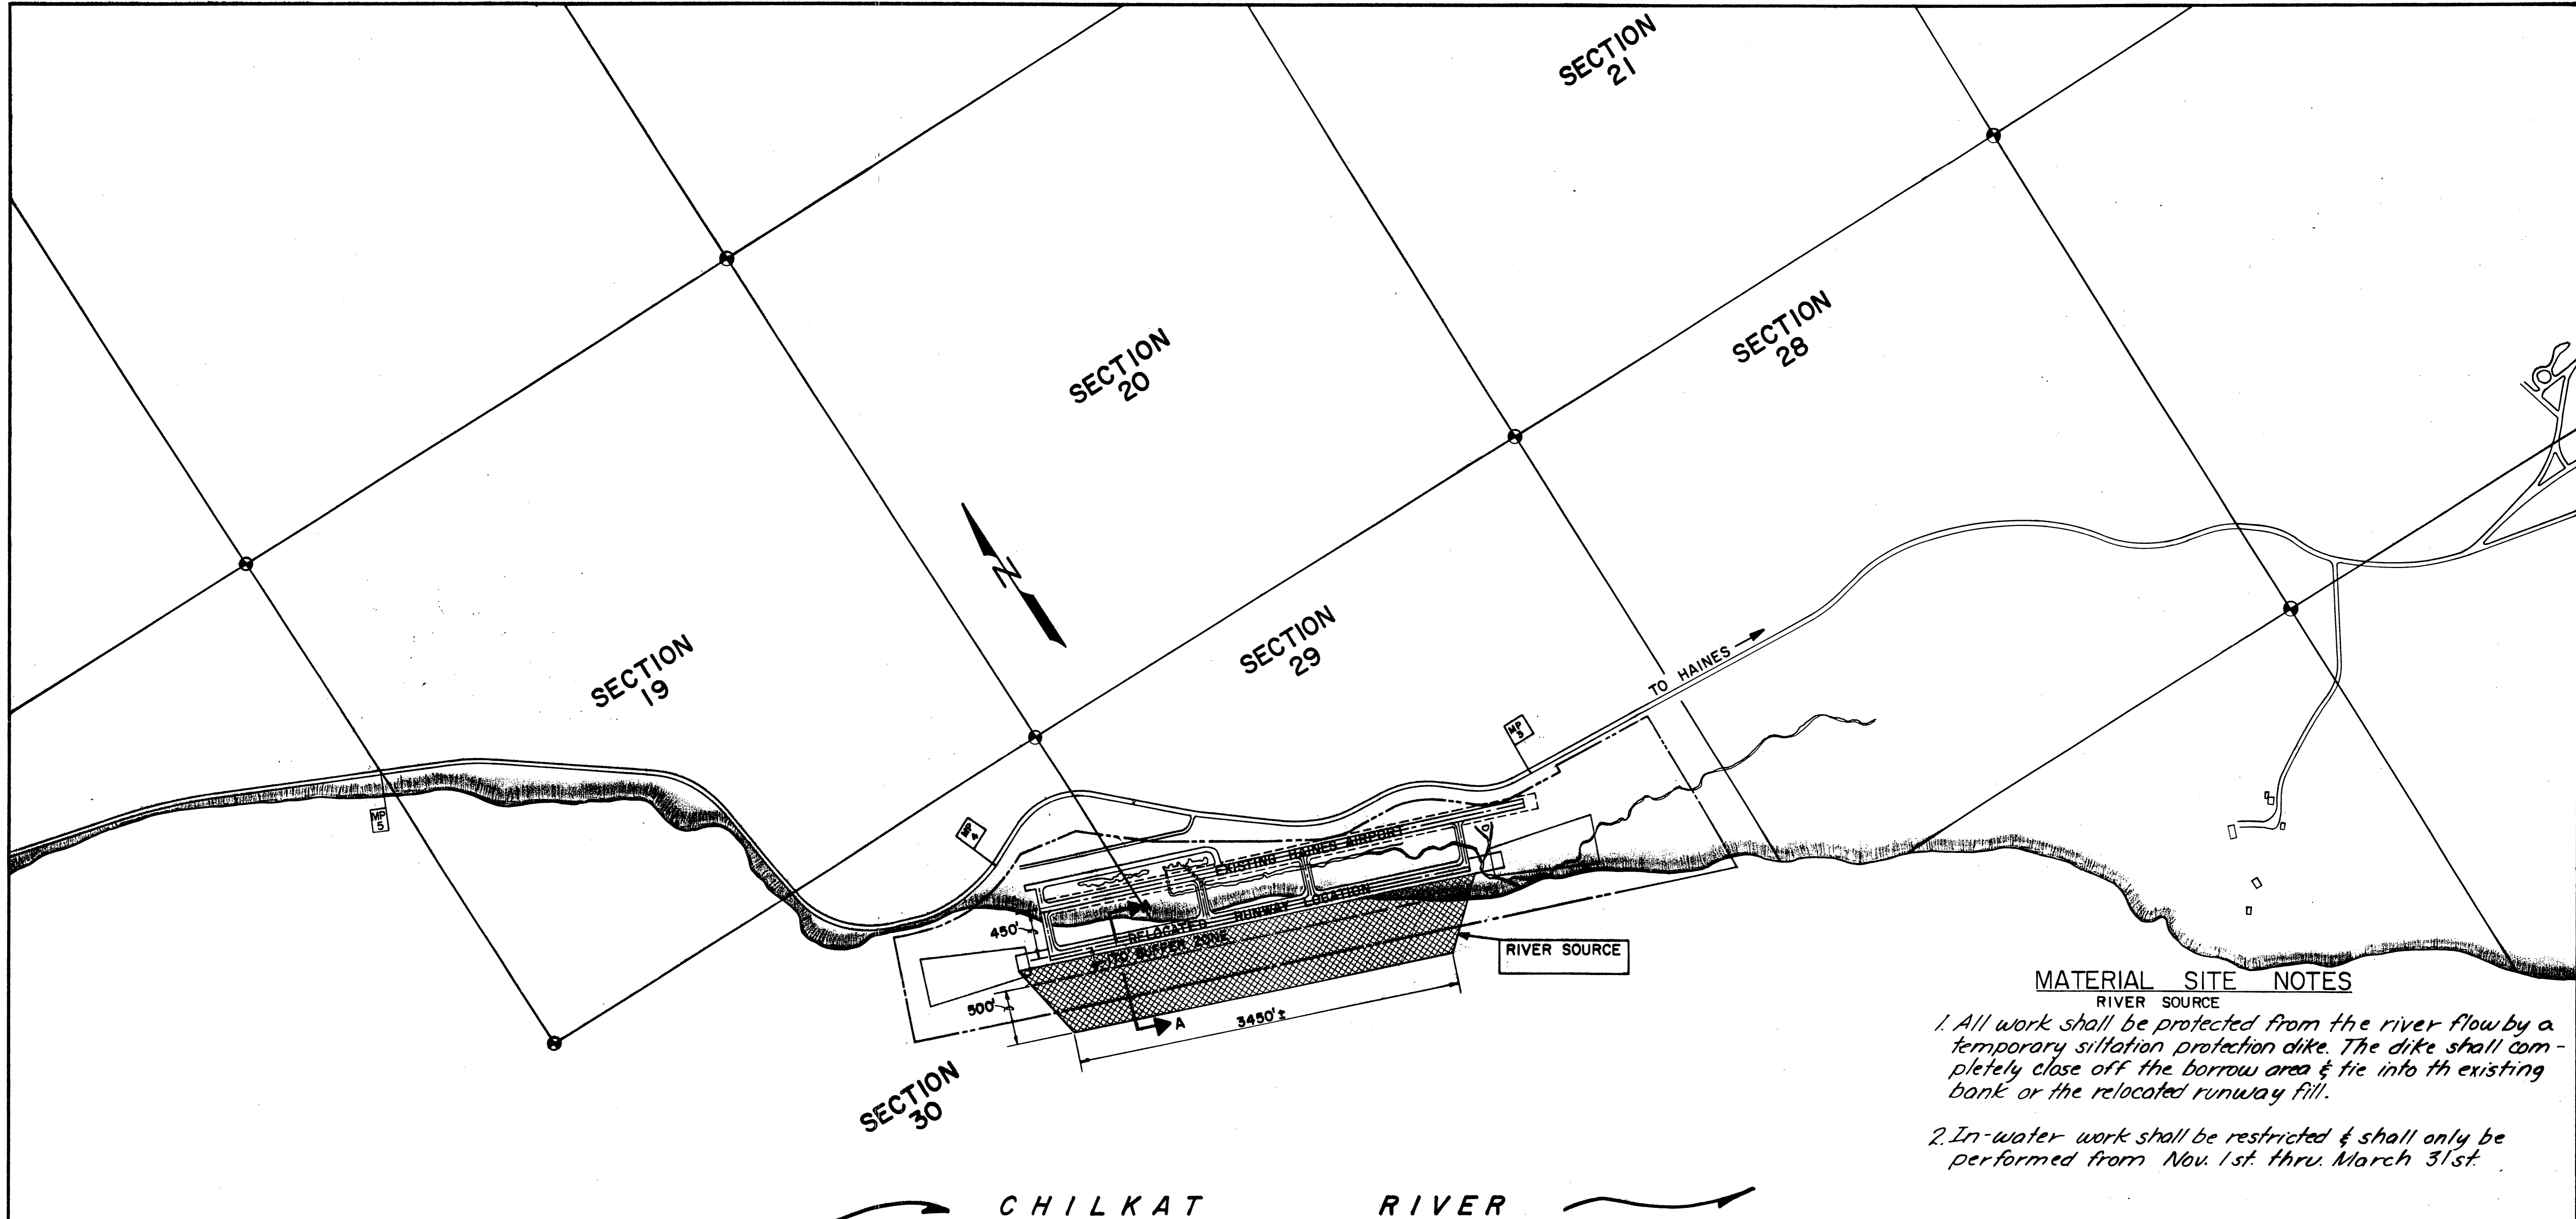 SECTION
21
SECTION
28
SECTION
20
N
SECTION
29
SECTION
19
TO HAINES
MP
3
MP
4
MP
5
EXISTING HAINES AIRPORT
RELOCATED RUNWAY LOCATION
BUFFER ZONE
450'
500'
3450'±
A
RIVER SOURCE
SECTION
30
MATERIAL SITE NOTES
RIVER SOURCE
1. All work shall be protected from the river flow by a
temporary siltation protection dike. The dike shall com-
pletely close off the borrow area & tie into th existing
bank or the relocated runway fill.
2. In-water work shall be restricted & shall only be
performed from Nov. 1st. thru. March 31st.
CHILKAT RIVER